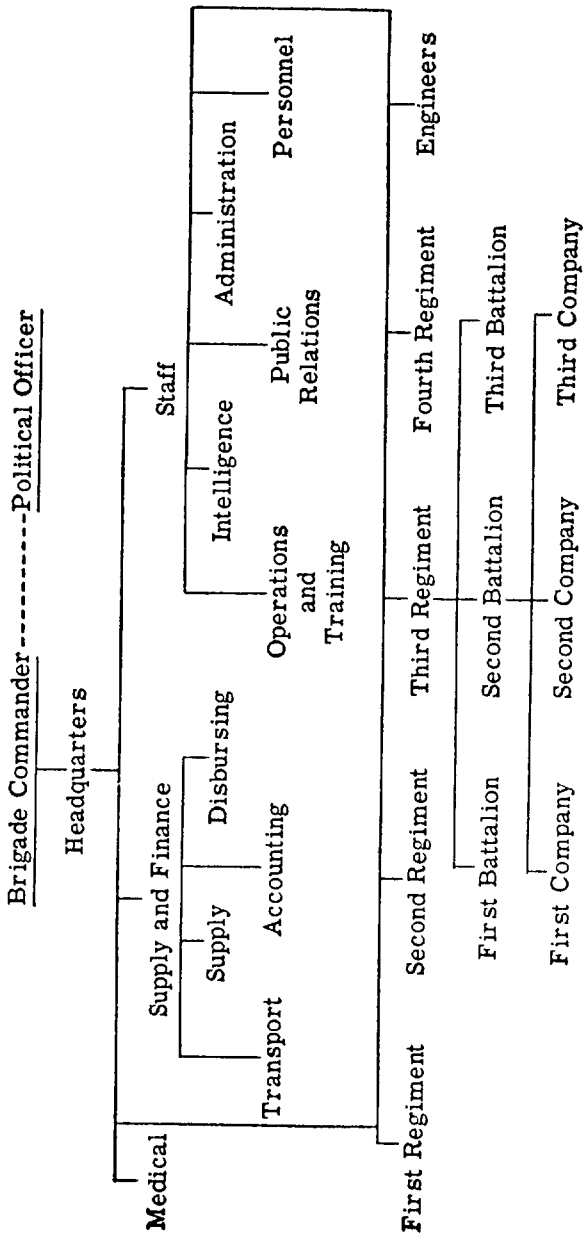 Brigade Commander-----------Political Officer
Headquarters
Medical
Supply and Finance
Staff
Transport
Supply
Accounting
Disbursing
Operations
and
Training
Intelligence
Public
Relations
Administration
Personnel
First Regiment
Second Regiment
Third Regiment
Fourth Regiment
Engineers
First Battalion
Second Battalion
Third Battalion
First Company
Second Company
Third Company